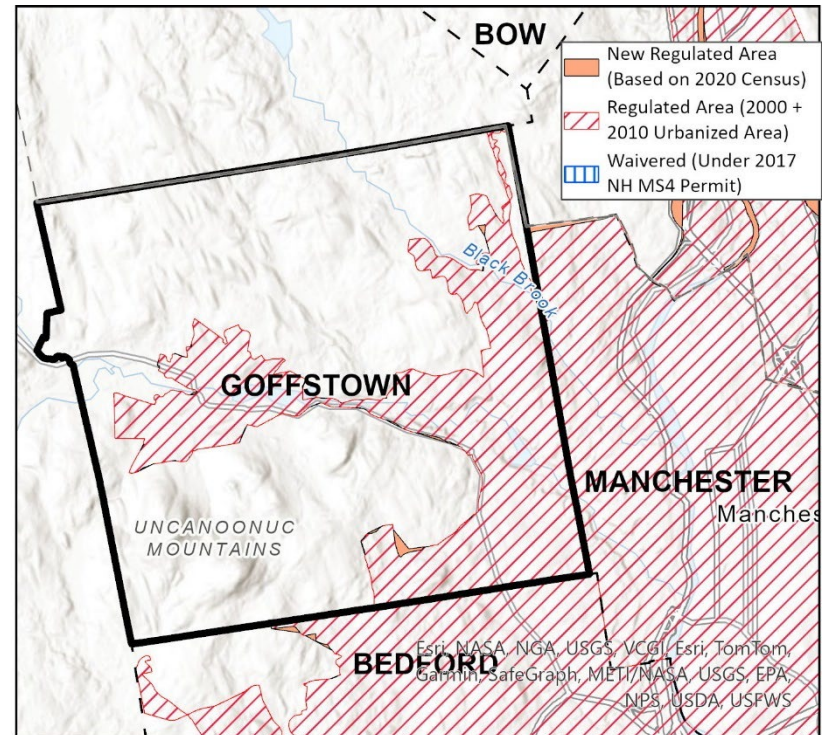 BOW
New Regulated Area
(Based on 2020 Census)
Regulated Area (2000 +
2010 Urbanized Area)
Waivered (Under 2017
NH MS4 Permit)
Black Brook
GOFFSTOWN
MANCHESTER
Manches
UNCANOONUC
MOUNTAINS
BEDFORD
Esri, NASA, NGA, USGS, VCGI, Esri, TomTom,
Garmin, SafeGraph, METI/NASA, USGS, EPA,
NPS, USDA, USFWS